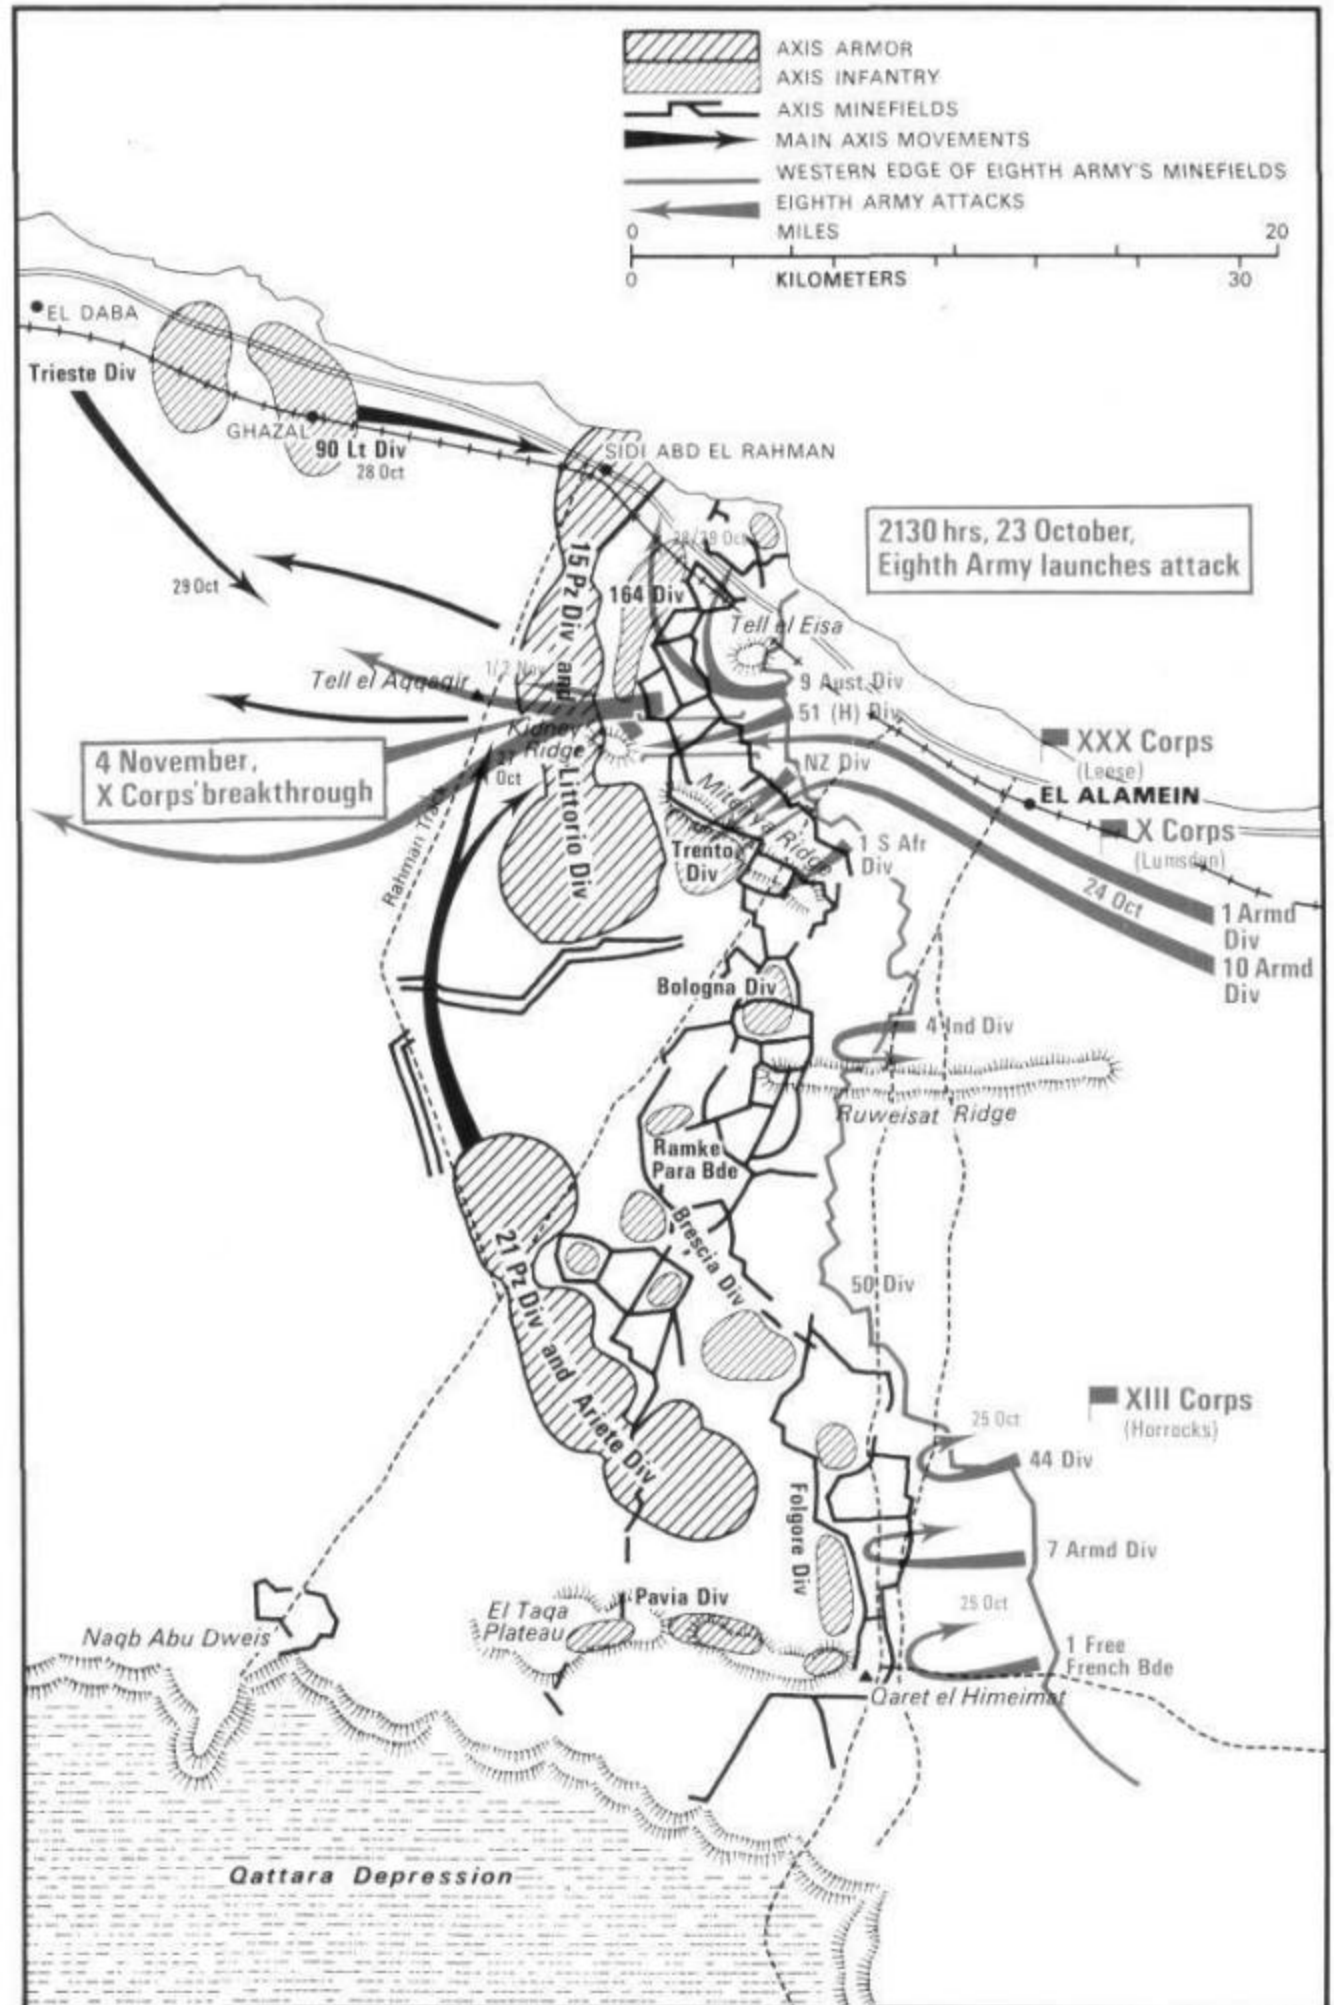 AXIS ARMOR
AXIS INFANTRY
AXIS MINEFIELDS
MAIN AXIS MOVEMENTS
WESTERN EDGE OF EIGHTH ARMY'S MINEFIELDS
EIGHTH ARMY ATTACKS
0 MILES 20
0 KILOMETERS 30
EL DABA
Trieste Div
GHAZAL
90 Lt Div
28 Oct
SIDI ABD EL RAHMAN
2130 hrs, 23 October,
Eighth Army launches attack
28/29 Oct
29 Oct
15 Pz Div and Littorio Div
164 Div
Tell el Eisa
1/2 Nov
Tell el Aqqaqir
9 Aust Div
51 (H) Div
Kidney
Ridge
27
Oct
NZ Div
XXX Corps
(Leese)
4 November,
X Corps' breakthrough
EL ALAMEIN
Miteirya Ridge
X Corps
(Lumsden)
Rahman Track
Trento
Div
1 S Afr
Div
24 Oct
1 Armd
Div
10 Armd
Div
Bologna Div
4 Ind Div
Ruweisat Ridge
Ramke
Para Bde
Brescia Div
21 Pz Div and Ariete Div
50 Div
XIII Corps
(Horrocks)
25 Oct
44 Div
Folgore Div
7 Armd Div
Pavia Div
El Taqa
Plateau
25 Oct
Naqb Abu Dweis
1 Free
French Bde
Qaret el Himeimat
Qattara Depression